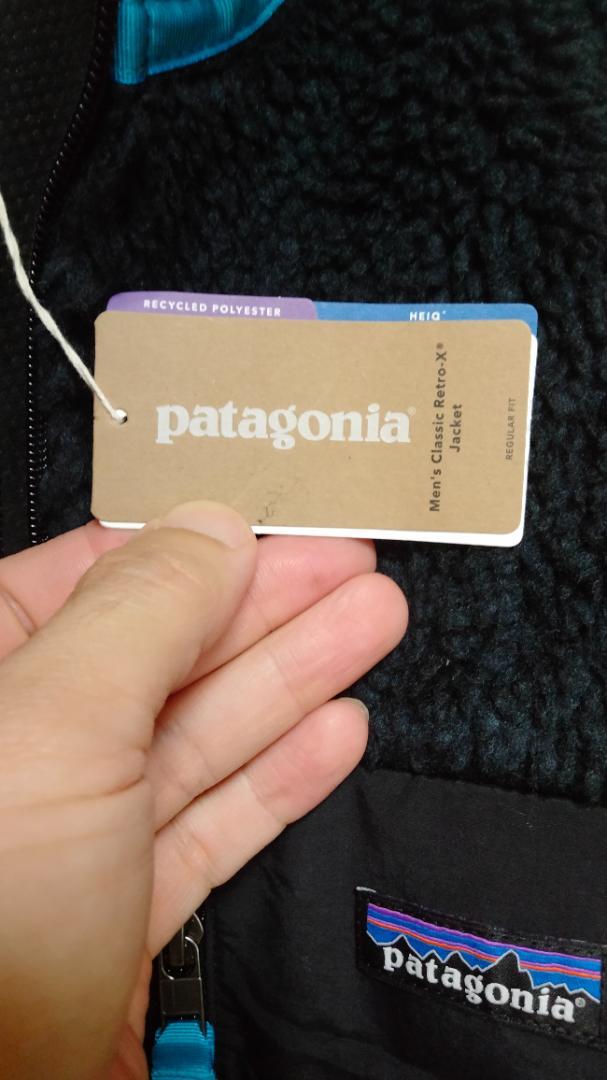 RECYCLED POLYESTER
HEIQ®
patagonia®
Men's Classic Retro-X®
Jacket
REGULAR FIT
patagonia®